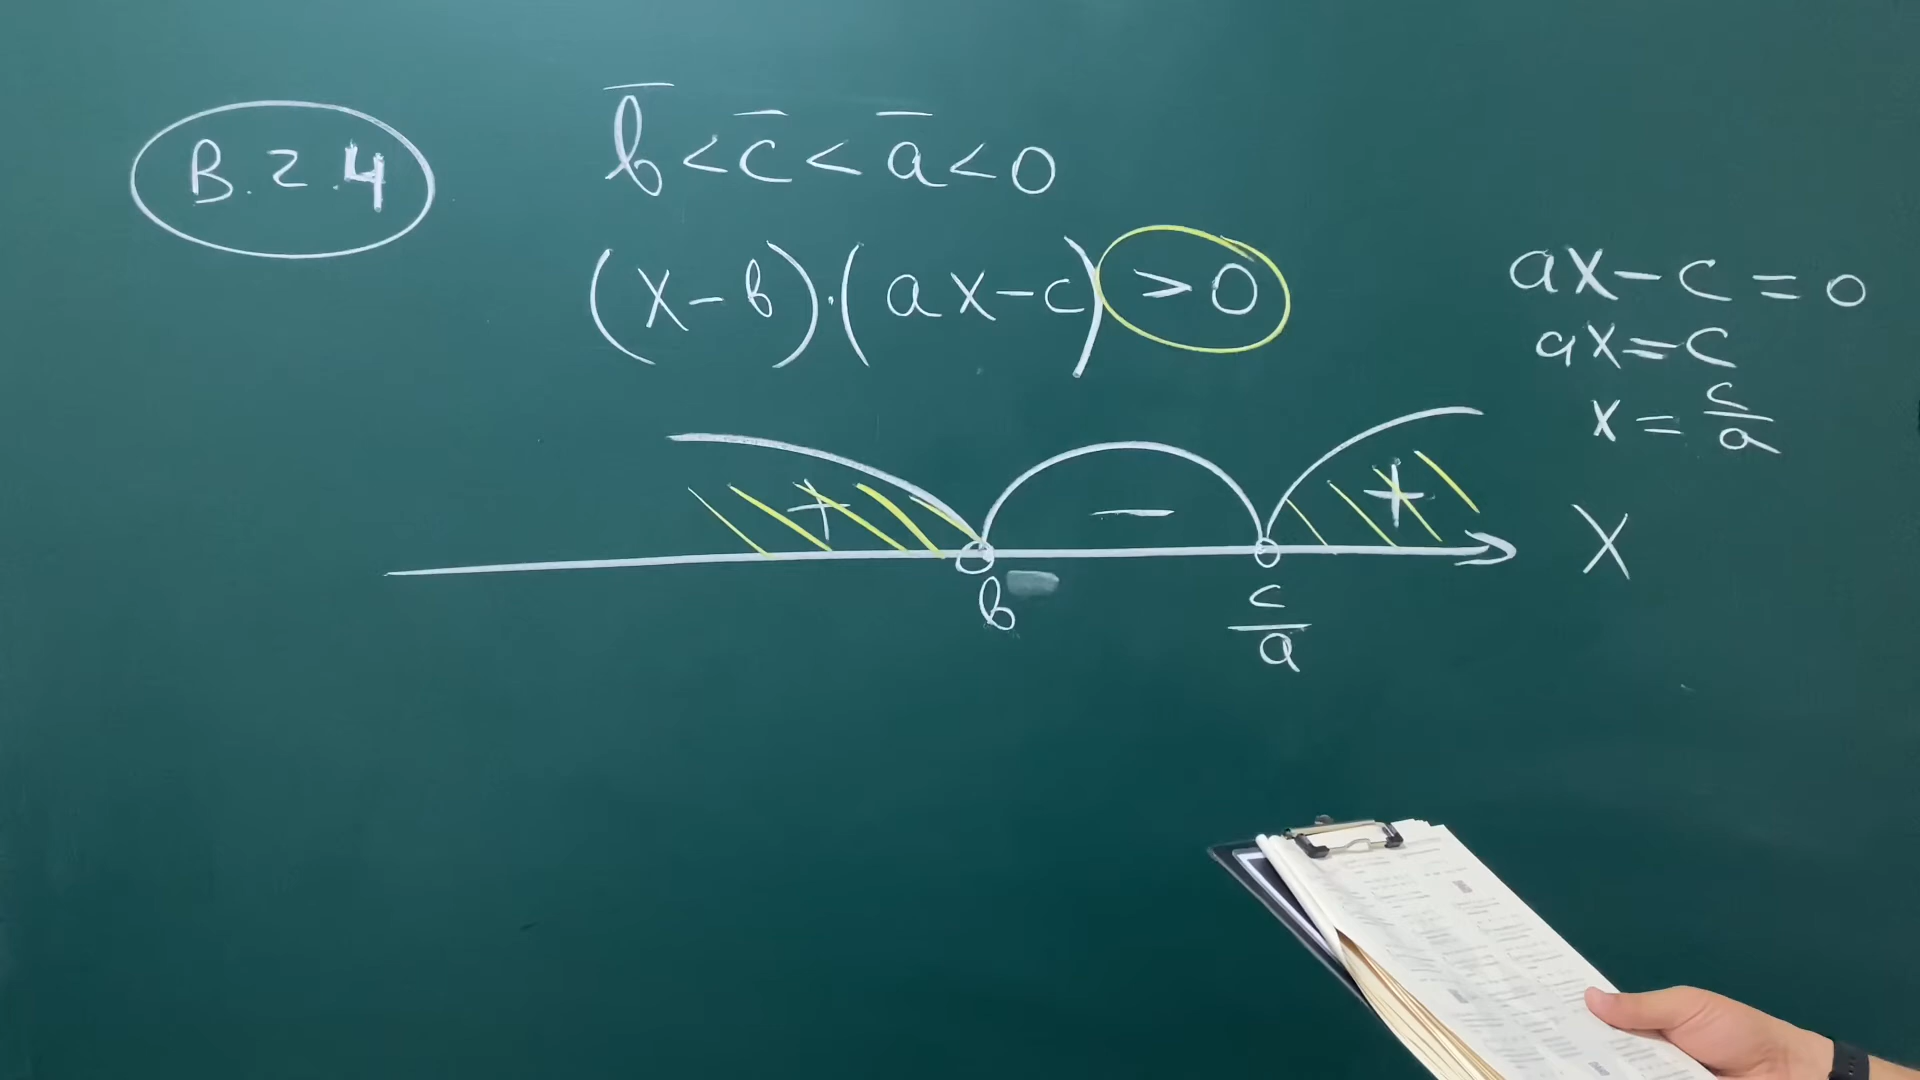 B.2.4
b̅ < c̅ < a̅ < 0
(x-b)·(ax-c) > 0
ax-c=0
ax=c
x=c/a
+ - +
b c/a x